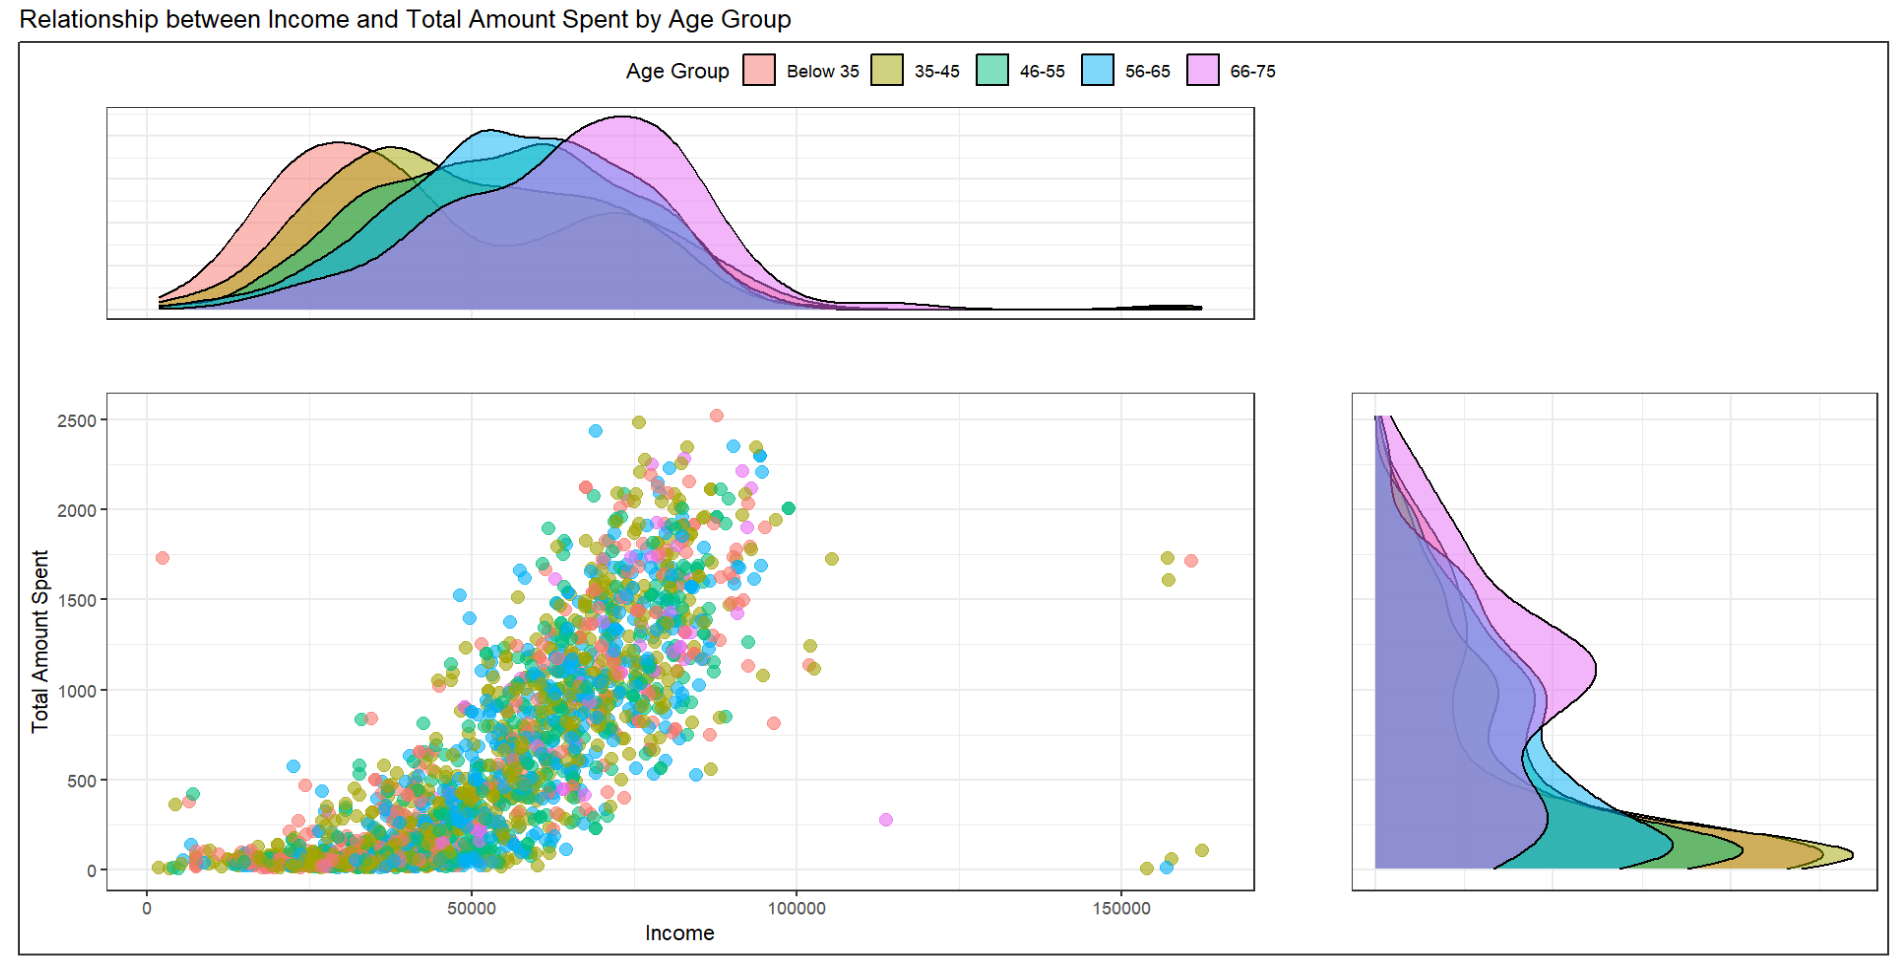 Relationship between Income and Total Amount Spent by Age Group
Age Group Below 35 35-45 46-55 56-65 66-75
Total Amount Spent
2500
2000
1500
1000
500
0
0 50000 100000 150000
Income